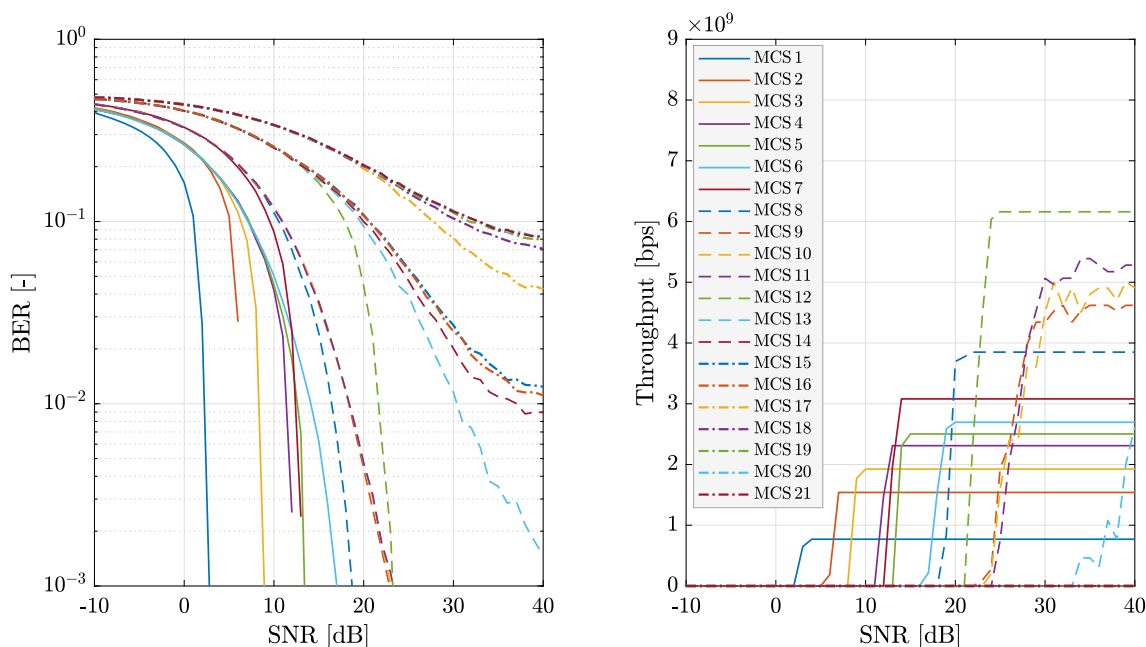 10^0
10^-1
10^-2
10^-3
-10
0
10
20
30
40
SNR [dB]
BER [-]
×10^9
9
8
7
6
5
4
3
2
1
0
-10
0
10
20
30
40
SNR [dB]
Throughput [bps]
MCS 1
MCS 2
MCS 3
MCS 4
MCS 5
MCS 6
MCS 7
MCS 8
MCS 9
MCS 10
MCS 11
MCS 12
MCS 13
MCS 14
MCS 15
MCS 16
MCS 17
MCS 18
MCS 19
MCS 20
MCS 21